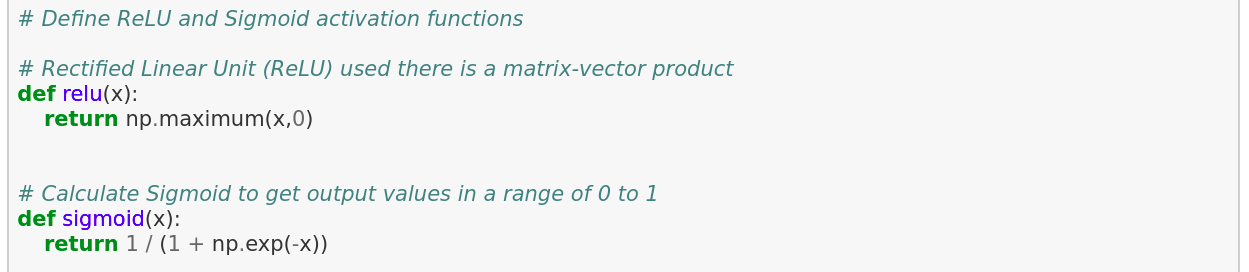 # Define ReLU and Sigmoid activation functions
# Rectified Linear Unit (ReLU) used there is a matrix-vector product
def relu(x):
    return np.maximum(x,0)
# Calculate Sigmoid to get output values in a range of 0 to 1
def sigmoid(x):
    return 1 / (1 + np.exp(-x))